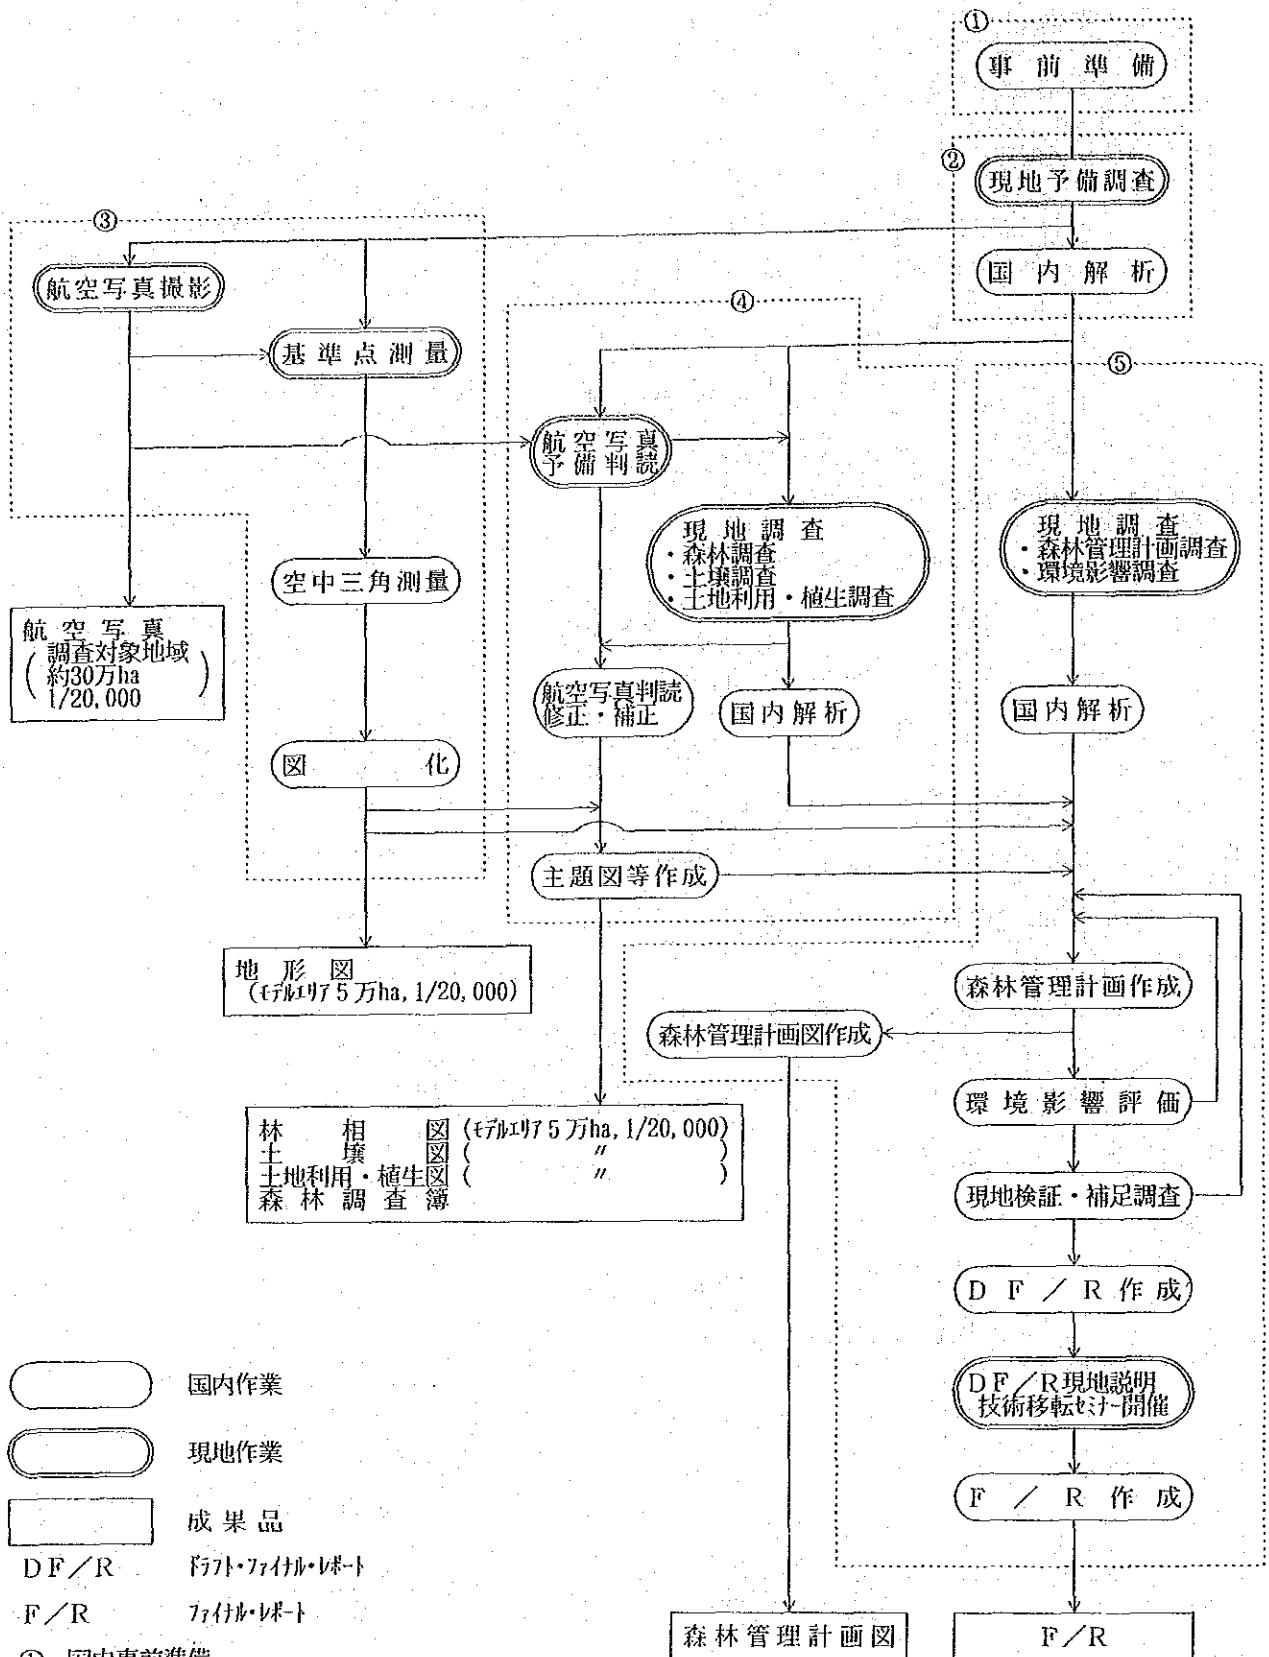 ①
事前準備
②
現地予備調査
国内解析
③
航空写真撮影
基準点測量
空中三角測量
図化
航空写真
調査対象地域
約30万ha
1/20,000
地形図
(モデルエリア5万ha, 1/20,000)
④
航空写真
予備判読
現地調査
・森林調査
・土壌調査
・土地利用・植生調査
航空写真判読
修正・補正
国内解析
主題図等作成
林相図(モデルエリア5万ha, 1/20,000)
土壌図( 〃 )
土地利用・植生図( 〃 )
森林調査簿
⑤
現地調査
・森林管理計画調査
・環境影響調査
国内解析
森林管理計画作成
森林管理計画図作成
環境影響評価
現地検証・補足調査
DF/R作成
DF/R現地説明
技術移転セミナー開催
F/R作成
森林管理計画図
F/R
国内作業
現地作業
成果品
DF/R ドラフト・ファイナル・レポート
F/R ファイナル・レポート
① 国内事前準備